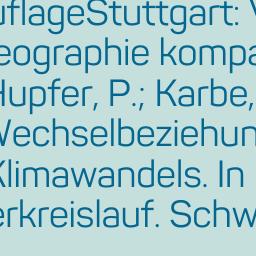 uflageStuttgart: V
eographie kompa
Hupfer, P.; Karbe,
Wechselbeziehun
Klimawandels. In
erkreislauf. Schw